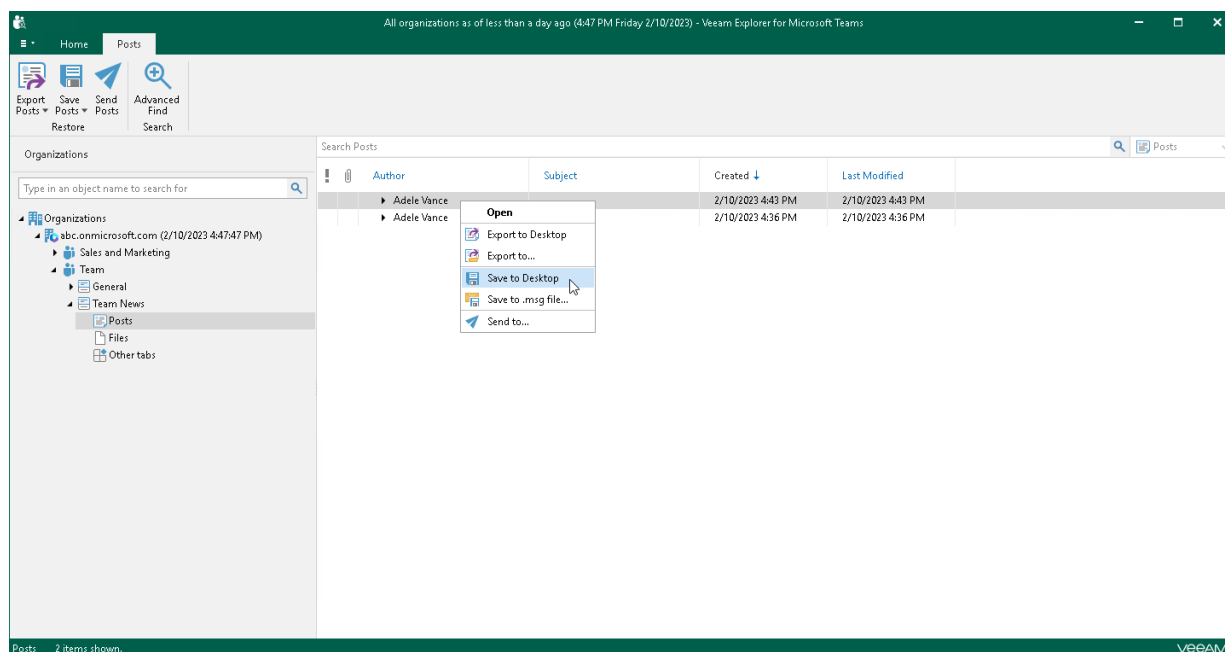 All organizations as of less than a day ago (4:47 PM Friday 2/10/2023) - Veeam Explorer for Microsoft Teams
Home Posts
Export Posts
Save Posts
Send Posts
Advanced Find
Restore Search
Organizations
Search Posts
Posts
Type in an object name to search for
Author Subject Created Last Modified
Adele Vance 2/10/2023 4:43 PM 2/10/2023 4:43 PM
Adele Vance 2/10/2023 4:36 PM 2/10/2023 4:36 PM
Organizations
abc.onmicrosoft.com (2/10/2023 4:47:47 PM)
Sales and Marketing
Team
General
Team News
Posts
Files
Other tabs
Open
Export to Desktop
Export to...
Save to Desktop
Save to .msg file...
Send to...
Posts 2 items shown.
veeAM